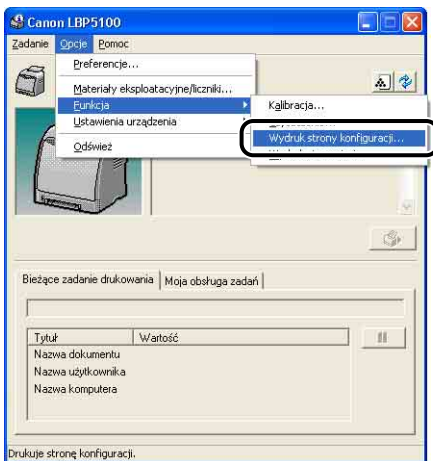 Canon LBP5100
Zadanie Opcje Pomoc
Preferencje...
Materiały eksploatacyjne/liczniki...
Funkcja
Ustawienia urządzenia
Odśwież
Kalibracja...
Wydruk strony konfiguracji...
Bieżące zadanie drukowania Moja obsługa zadań
Tytuł Wartość
Nazwa dokumentu
Nazwa użytkownika
Nazwa komputera
Drukuje stronę konfiguracji.